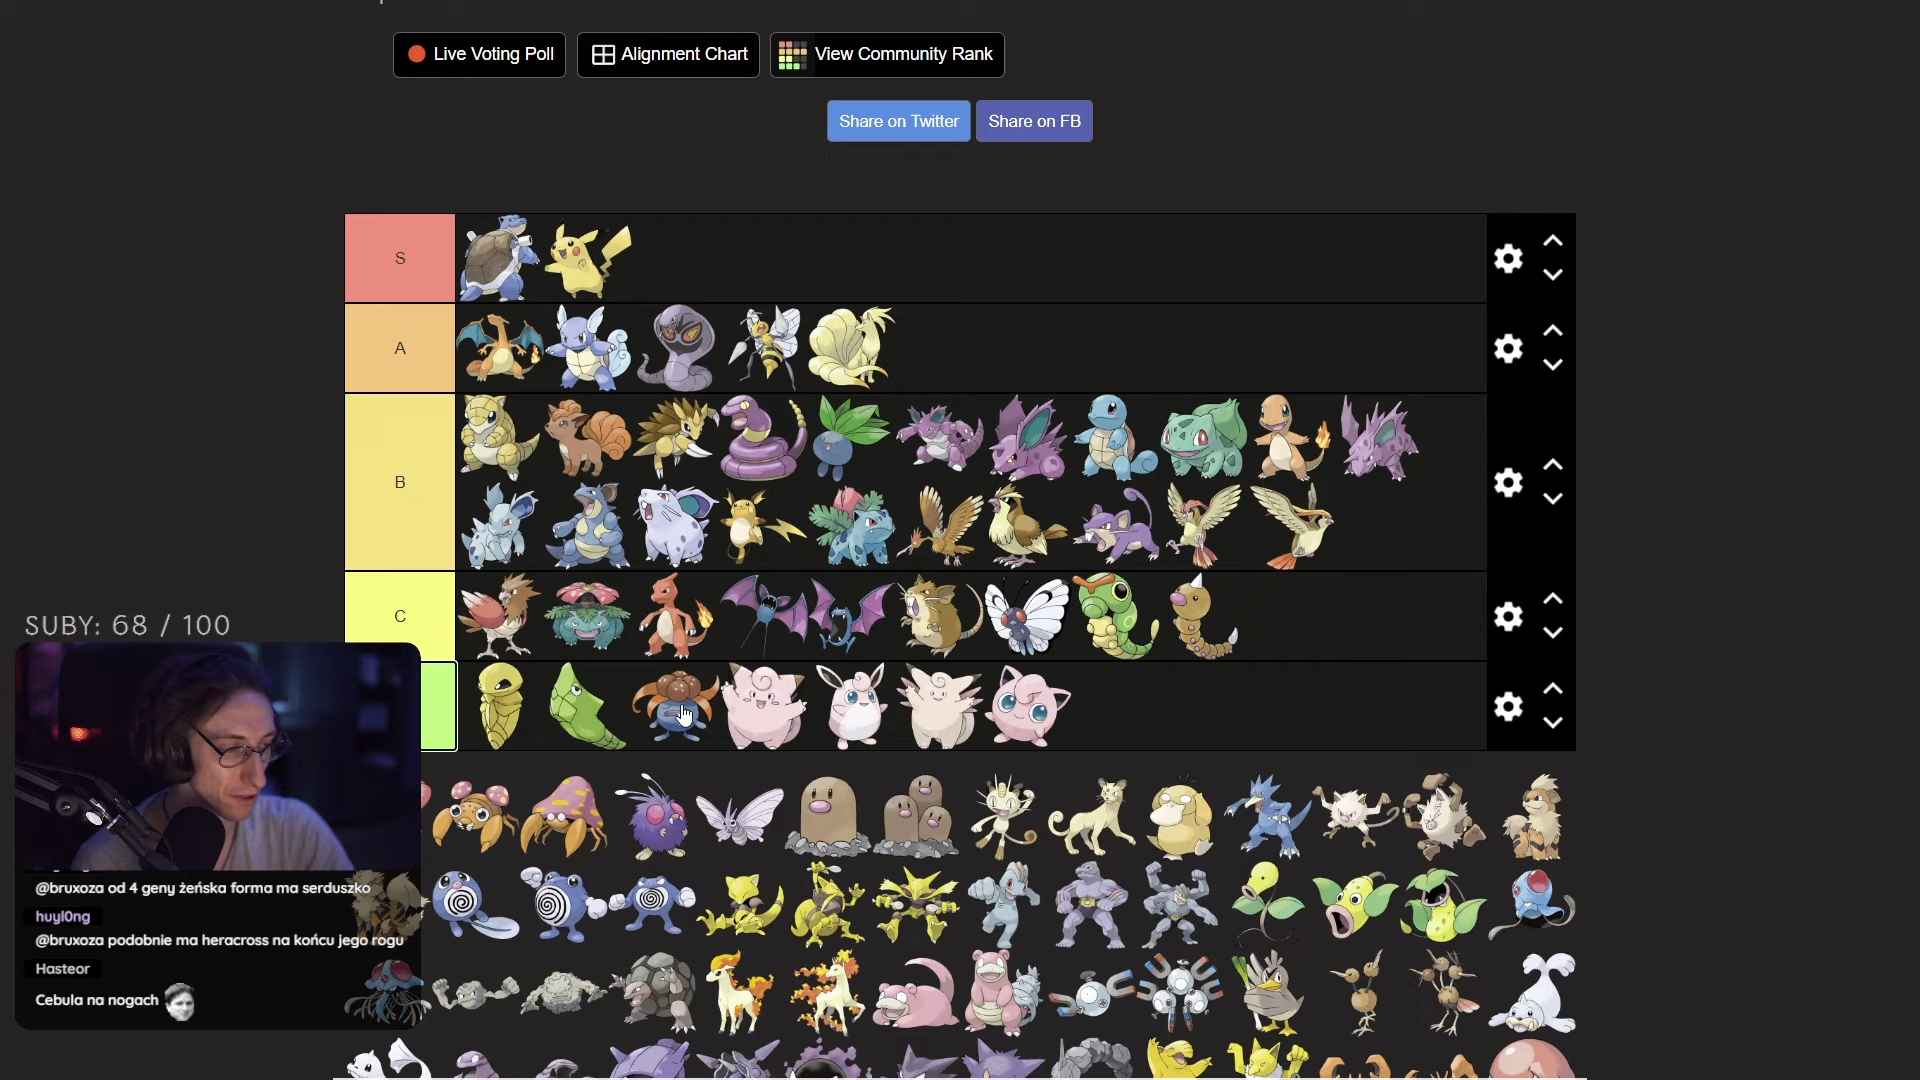 Live Voting Poll
Alignment Chart
View Community Rank
Share on Twitter
Share on FB
S
A
B
C
SUBY: 68 / 100
@bruxoza od 4 geny żeńska forma ma serduszko
huyl0ng
@bruxoza podobnie ma heracross na końcu jego rogu
Hasteor
Cebula na nogach